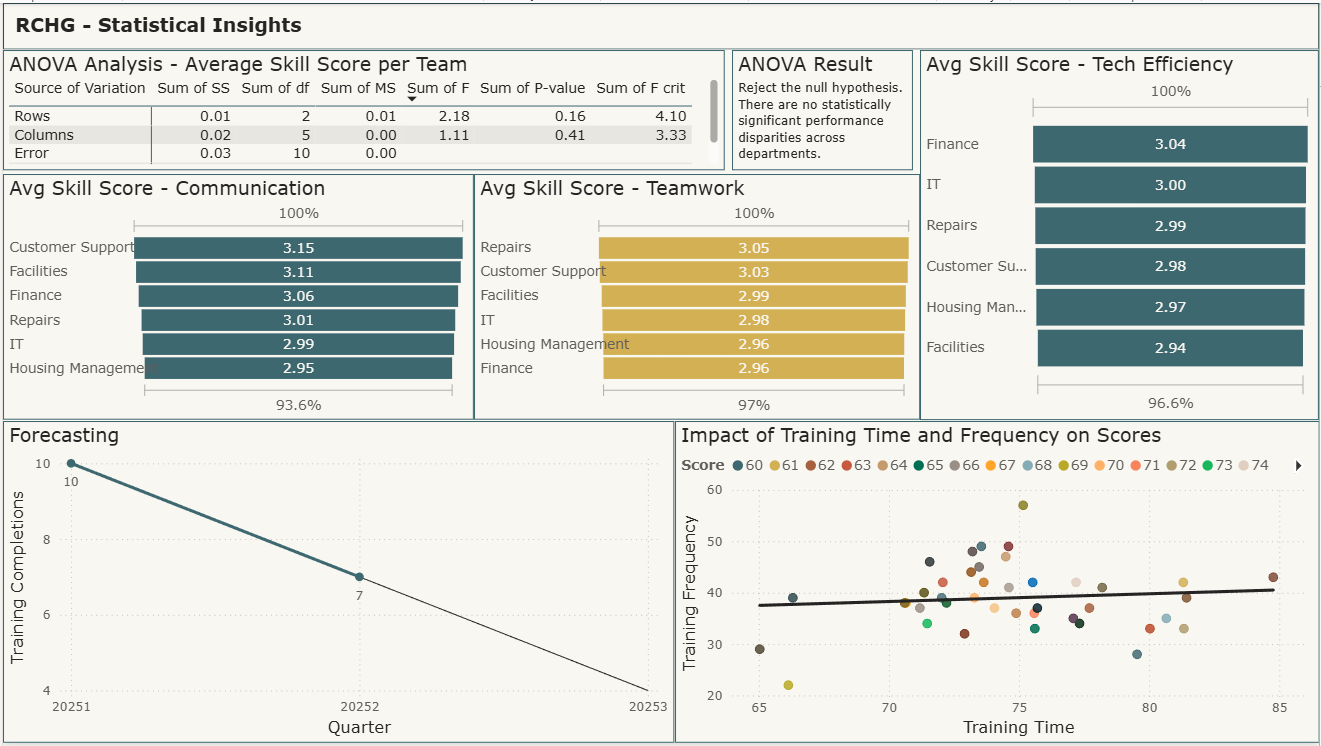 RCHG - Statistical Insights
ANOVA Analysis - Average Skill Score per Team
Source of Variation Sum of SS Sum of df Sum of MS Sum of F Sum of P-value Sum of F crit
Rows 0.01 2 0.01 2.18 0.16 4.10
Columns 0.02 5 0.00 1.11 0.41 3.33
Error 0.03 10 0.00
ANOVA Result
Reject the null hypothesis.
There are no statistically
significant performance
disparities across
departments.
Avg Skill Score - Tech Efficiency
100%
Finance 3.04
IT 3.00
Repairs 2.99
Customer Su... 2.98
Housing Man... 2.97
Facilities 2.94
96.6%
Avg Skill Score - Communication
100%
Customer Support 3.15
Facilities 3.11
Finance 3.06
Repairs 3.01
IT 2.99
Housing Management 2.95
93.6%
Avg Skill Score - Teamwork
100%
Repairs 3.05
Customer Support 3.03
Facilities 2.99
IT 2.98
Housing Management 2.96
Finance 2.96
97%
Forecasting
Training Completions
10
8
6
4
10
7
20251 20252 20253
Quarter
Impact of Training Time and Frequency on Scores
Score 60 61 62 63 64 65 66 67 68 69 70 71 72 73 74
Training Frequency
60
50
40
30
20
65 70 75 80 85
Training Time